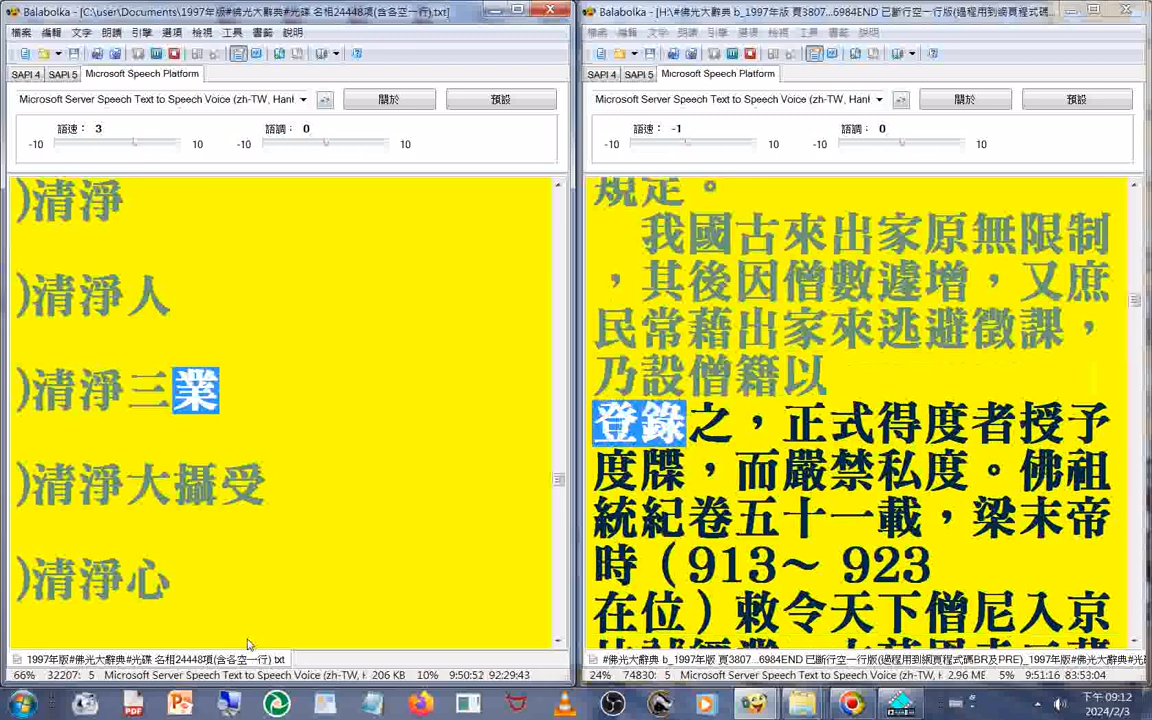 Balabolka - [C:\user\Documents\1997年版#佛光大辭典#光碟 名相24448項(含各空一行).txt]
檔案 編輯 文字 朗讀 引擎 選項 檢視 工具 書籤 說明
SAPI 4 SAPI 5 Microsoft Speech Platform
Microsoft Server Speech Text to Speech Voice (zh-TW, Hanl
關於 預設
語速： 3 語調： 0
-10 10 -10 10
)清淨
)清淨人
)清淨三業
)清淨大攝受
)清淨心
1997年版#佛光大辭典#光碟 名相24448項(含各空一行).txt
66% 32207: 5 Microsoft Server Speech Text to Speech Voice (zh-TW, H 206 KB 10% 9:50:52 92:29:43
Balabolka - [H:\#佛光大辭典 b_1997年版 頁3807...6984END 已斷行空一行版(過程用到網頁程式碼...
檔案 編輯 文字 朗讀 引擎 選項 檢視 工具 書籤 說明
SAPI 4 SAPI 5 Microsoft Speech Platform
Microsoft Server Speech Text to Speech Voice (zh-TW, Hanl
關於 預設
語速： -1 語調： 0
-10 10 -10 10
規定。
我國古來出家原無限制
，其後因僧數遽增，又庶
民常藉出家來逃避徵課，
乃設僧籍以
登錄之，正式得度者授予
度牒，而嚴禁私度。佛祖
統紀卷五十一載，梁末帝
時（913～ 923
在位）敕令天下僧尼入京
#佛光大辭典 b_1997年版 頁3807...6984END 已斷行空一行版(過程用到網頁程式碼BR及PRE)_1997年版#光
24% 74830: 5 Microsoft Server Speech Text to Speech Voice (zh-TW, H 2.96 ME 5% 9:51:16 83:53:04
下午 09:12
2024/2/3